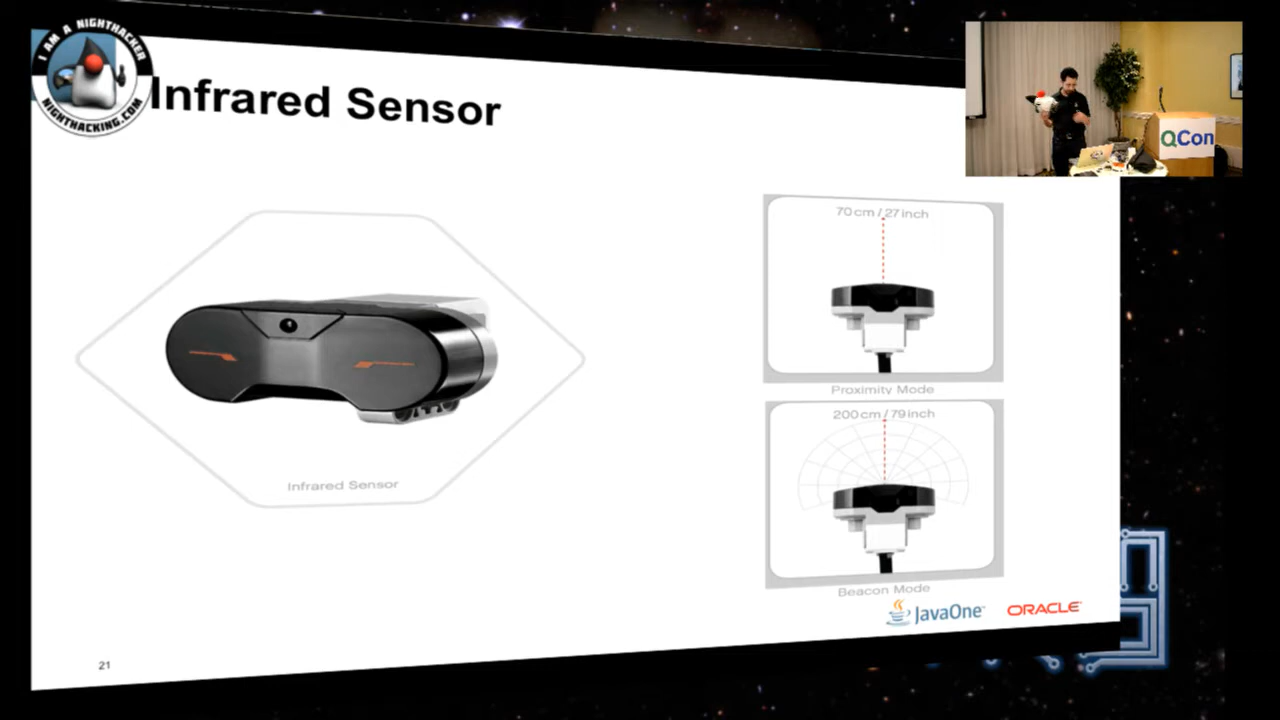 I AM A NIGHTHACKER
NIGHTHACKING.COM
Infrared Sensor
QCon
70 cm / 27 inch
Proximity Mode
200 cm / 79 inch
Infrared Sensor
Beacon Mode
JavaOne
ORACLE
21